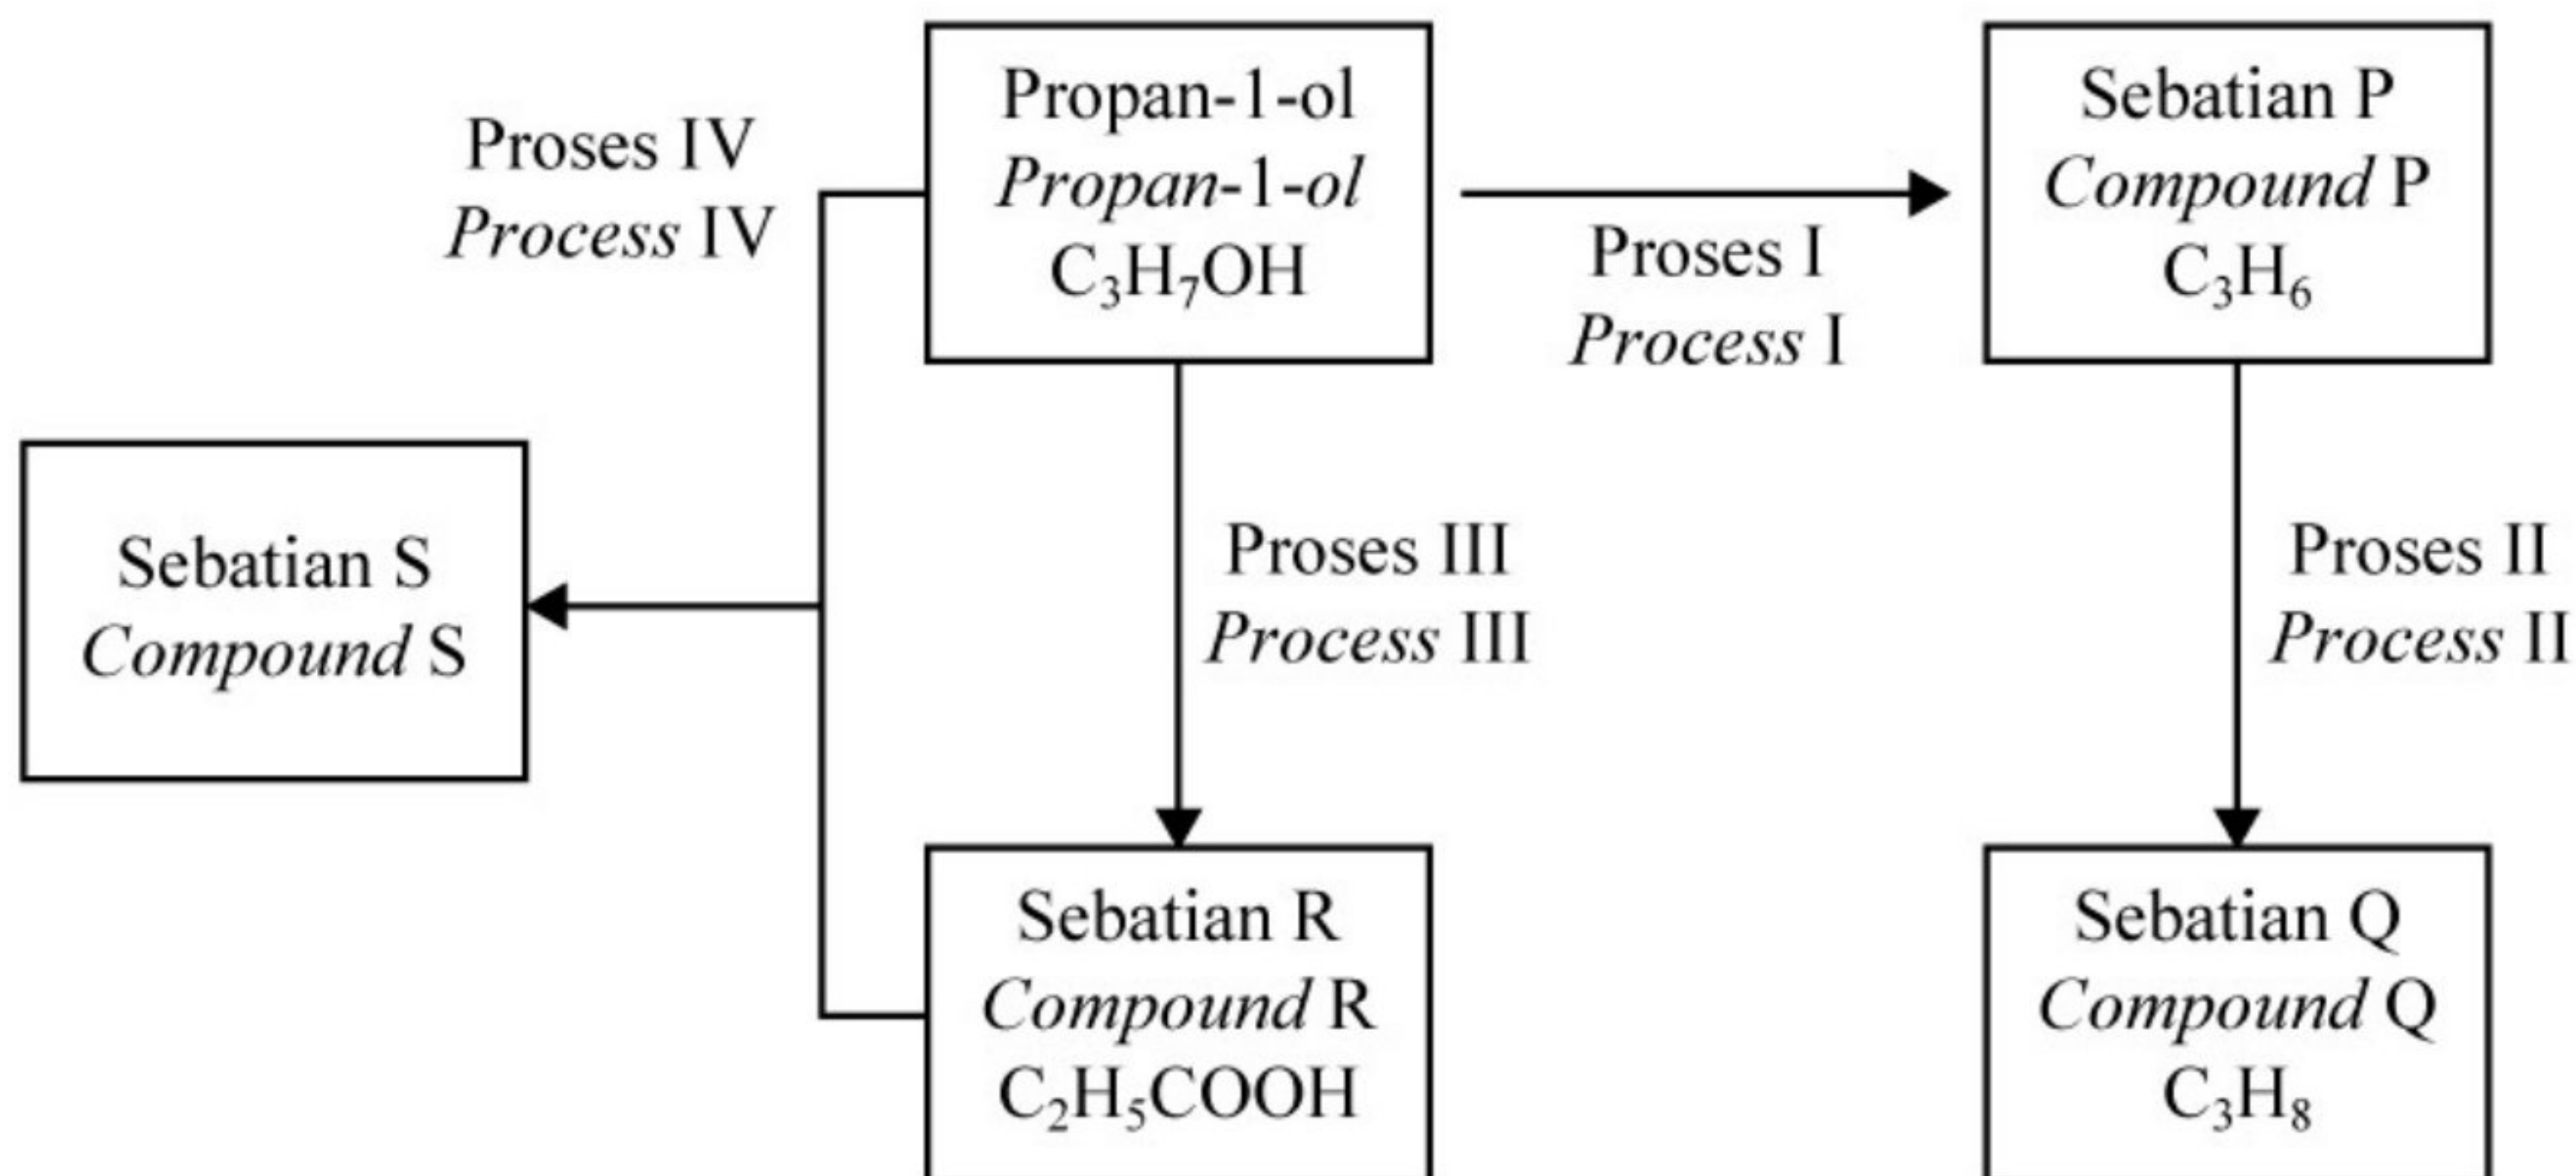 Proses IV
Process IV
Propan-1-ol
Propan-1-ol
C₃H₇OH
Proses I
Process I
Sebatian P
Compound P
C₃H₆
Sebatian S
Compound S
Proses III
Process III
Proses II
Process II
Sebatian R
Compound R
C₂H₅COOH
Sebatian Q
Compound Q
C₃H₈